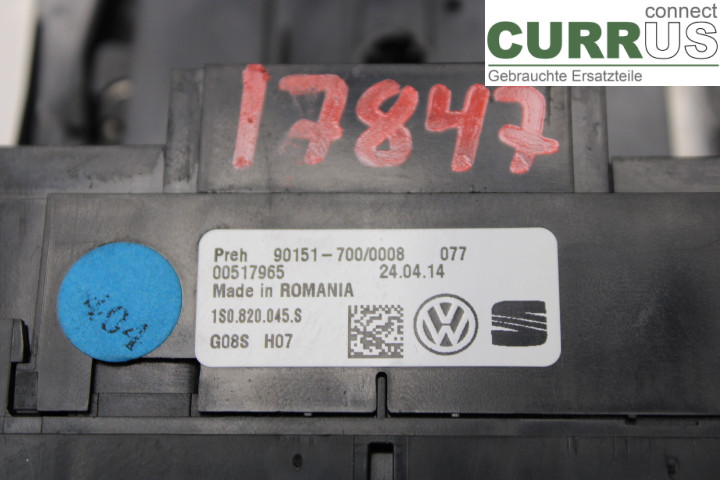 connect
CURRUS
Gebrauchte Ersatzteile
17847
Preh 90151-700/0008 077
00517965 24.04.14
Made in ROMANIA
1S0.820.045.S
G08S H07
404